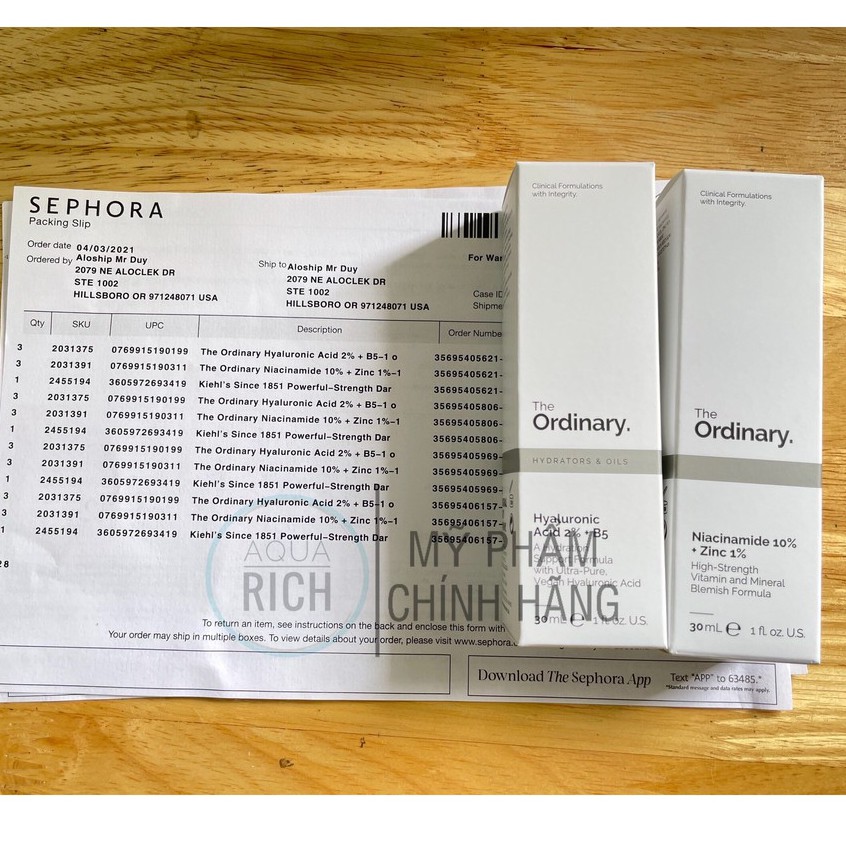 SEPHORA
Packing Slip
Order date 04/03/2021
Ordered by Aloship Mr Duy
2079 NE ALOCLEK DR
STE 1002
HILLSBORO OR 971248071 USA
Ship to Aloship Mr Duy
2079 NE ALOCLEK DR
STE 1002
HILLSBORO OR 971248071 USA
For War
Case ID
Shipme
Qty SKU UPC Description Order Numbe
3 2031375 0769915190199 The Ordinary Hyaluronic Acid 2% + B5-1 o 35695405621-
3 2031391 0769915190311 The Ordinary Niacinamide 10% + Zinc 1%-1 35695405621-
1 2455194 3605972693419 Kiehl's Since 1851 Powerful-Strength Dar 35695405621-
3 2031375 0769915190199 The Ordinary Hyaluronic Acid 2% + B5-1 o 35695405806-
3 2031391 0769915190311 The Ordinary Niacinamide 10% + Zinc 1%-1 35695405806-
1 2455194 3605972693419 Kiehl's Since 1851 Powerful-Strength Dar 35695405806-
3 2031375 0769915190199 The Ordinary Hyaluronic Acid 2% + B5-1 o 35695405969-
3 2031391 0769915190311 The Ordinary Niacinamide 10% + Zinc 1%-1 35695405969-
1 2455194 3605972693419 Kiehl's Since 1851 Powerful-Strength Dar 35695405969-
3 2031375 0769915190199 The Ordinary Hyaluronic Acid 2% + B5-1 o 35695406157-
3 2031391 0769915190311 The Ordinary Niacinamide 10% + Zinc 1%-1 35695406157-
1 2455194 3605972693419 Kiehl's Since 1851 Powerful-Strength Dar 35695406157-
28
To return an item, see instructions on the back and enclose this form with
Your order may ship in multiple boxes. To view details about your order, please visit www.sephora.
Download The Sephora App
Text "APP" to 63485.*
*Standard message and data rates may apply.
Clinical Formulations
with Integrity.
The
Ordinary.
HYDRATORS & OILS
Hyaluronic
Acid 2% + B5
A Hydration
Support Formula
with Ultra-Pure,
Vegan Hyaluronic Acid
30 mL e 1 fl. oz. U.S.
Clinical Formulations
with Integrity.
The
Ordinary.
Niacinamide 10%
+ Zinc 1%
High-Strength
Vitamin and Mineral
Blemish Formula
30 mL e 1 fl. oz. U.S.
AQUA
RICH
MỸ PHẨM
CHÍNH HÃNG